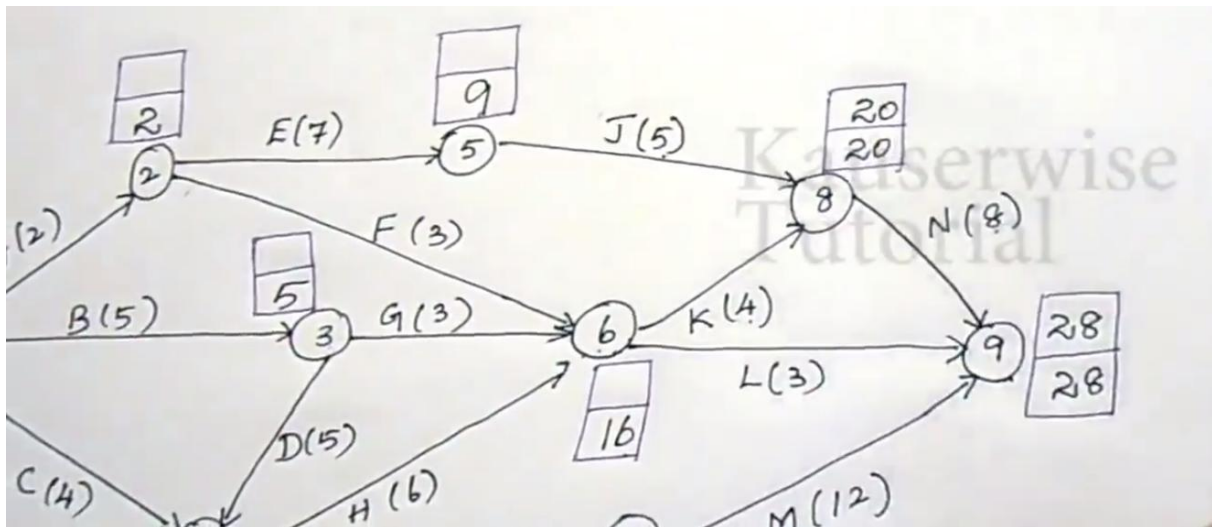 2
9
E(7)
J(5)
20
20
2
5
8
Kauserwise
Tutorial
(2)
F(3)
N(8)
5
B(5)
3
G(3)
6
K(4)
9
28
28
L(3)
16
D(5)
C(4)
H(6)
M(12)